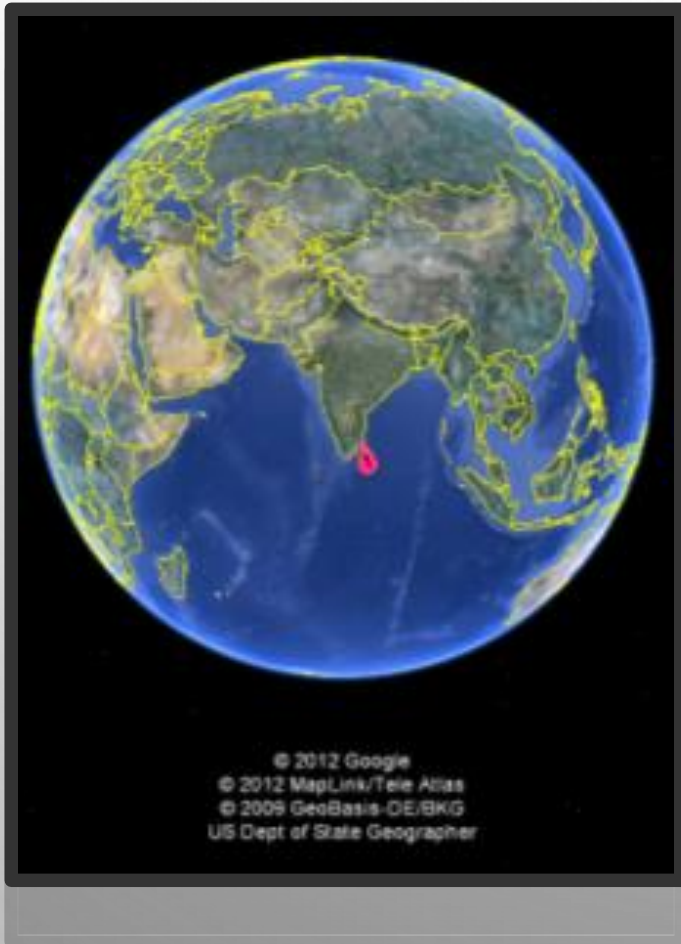 © 2012 Google
© 2012 MapLink/Tele Atlas
© 2009 GeoBasis-DE/BKG
US Dept of State Geographer